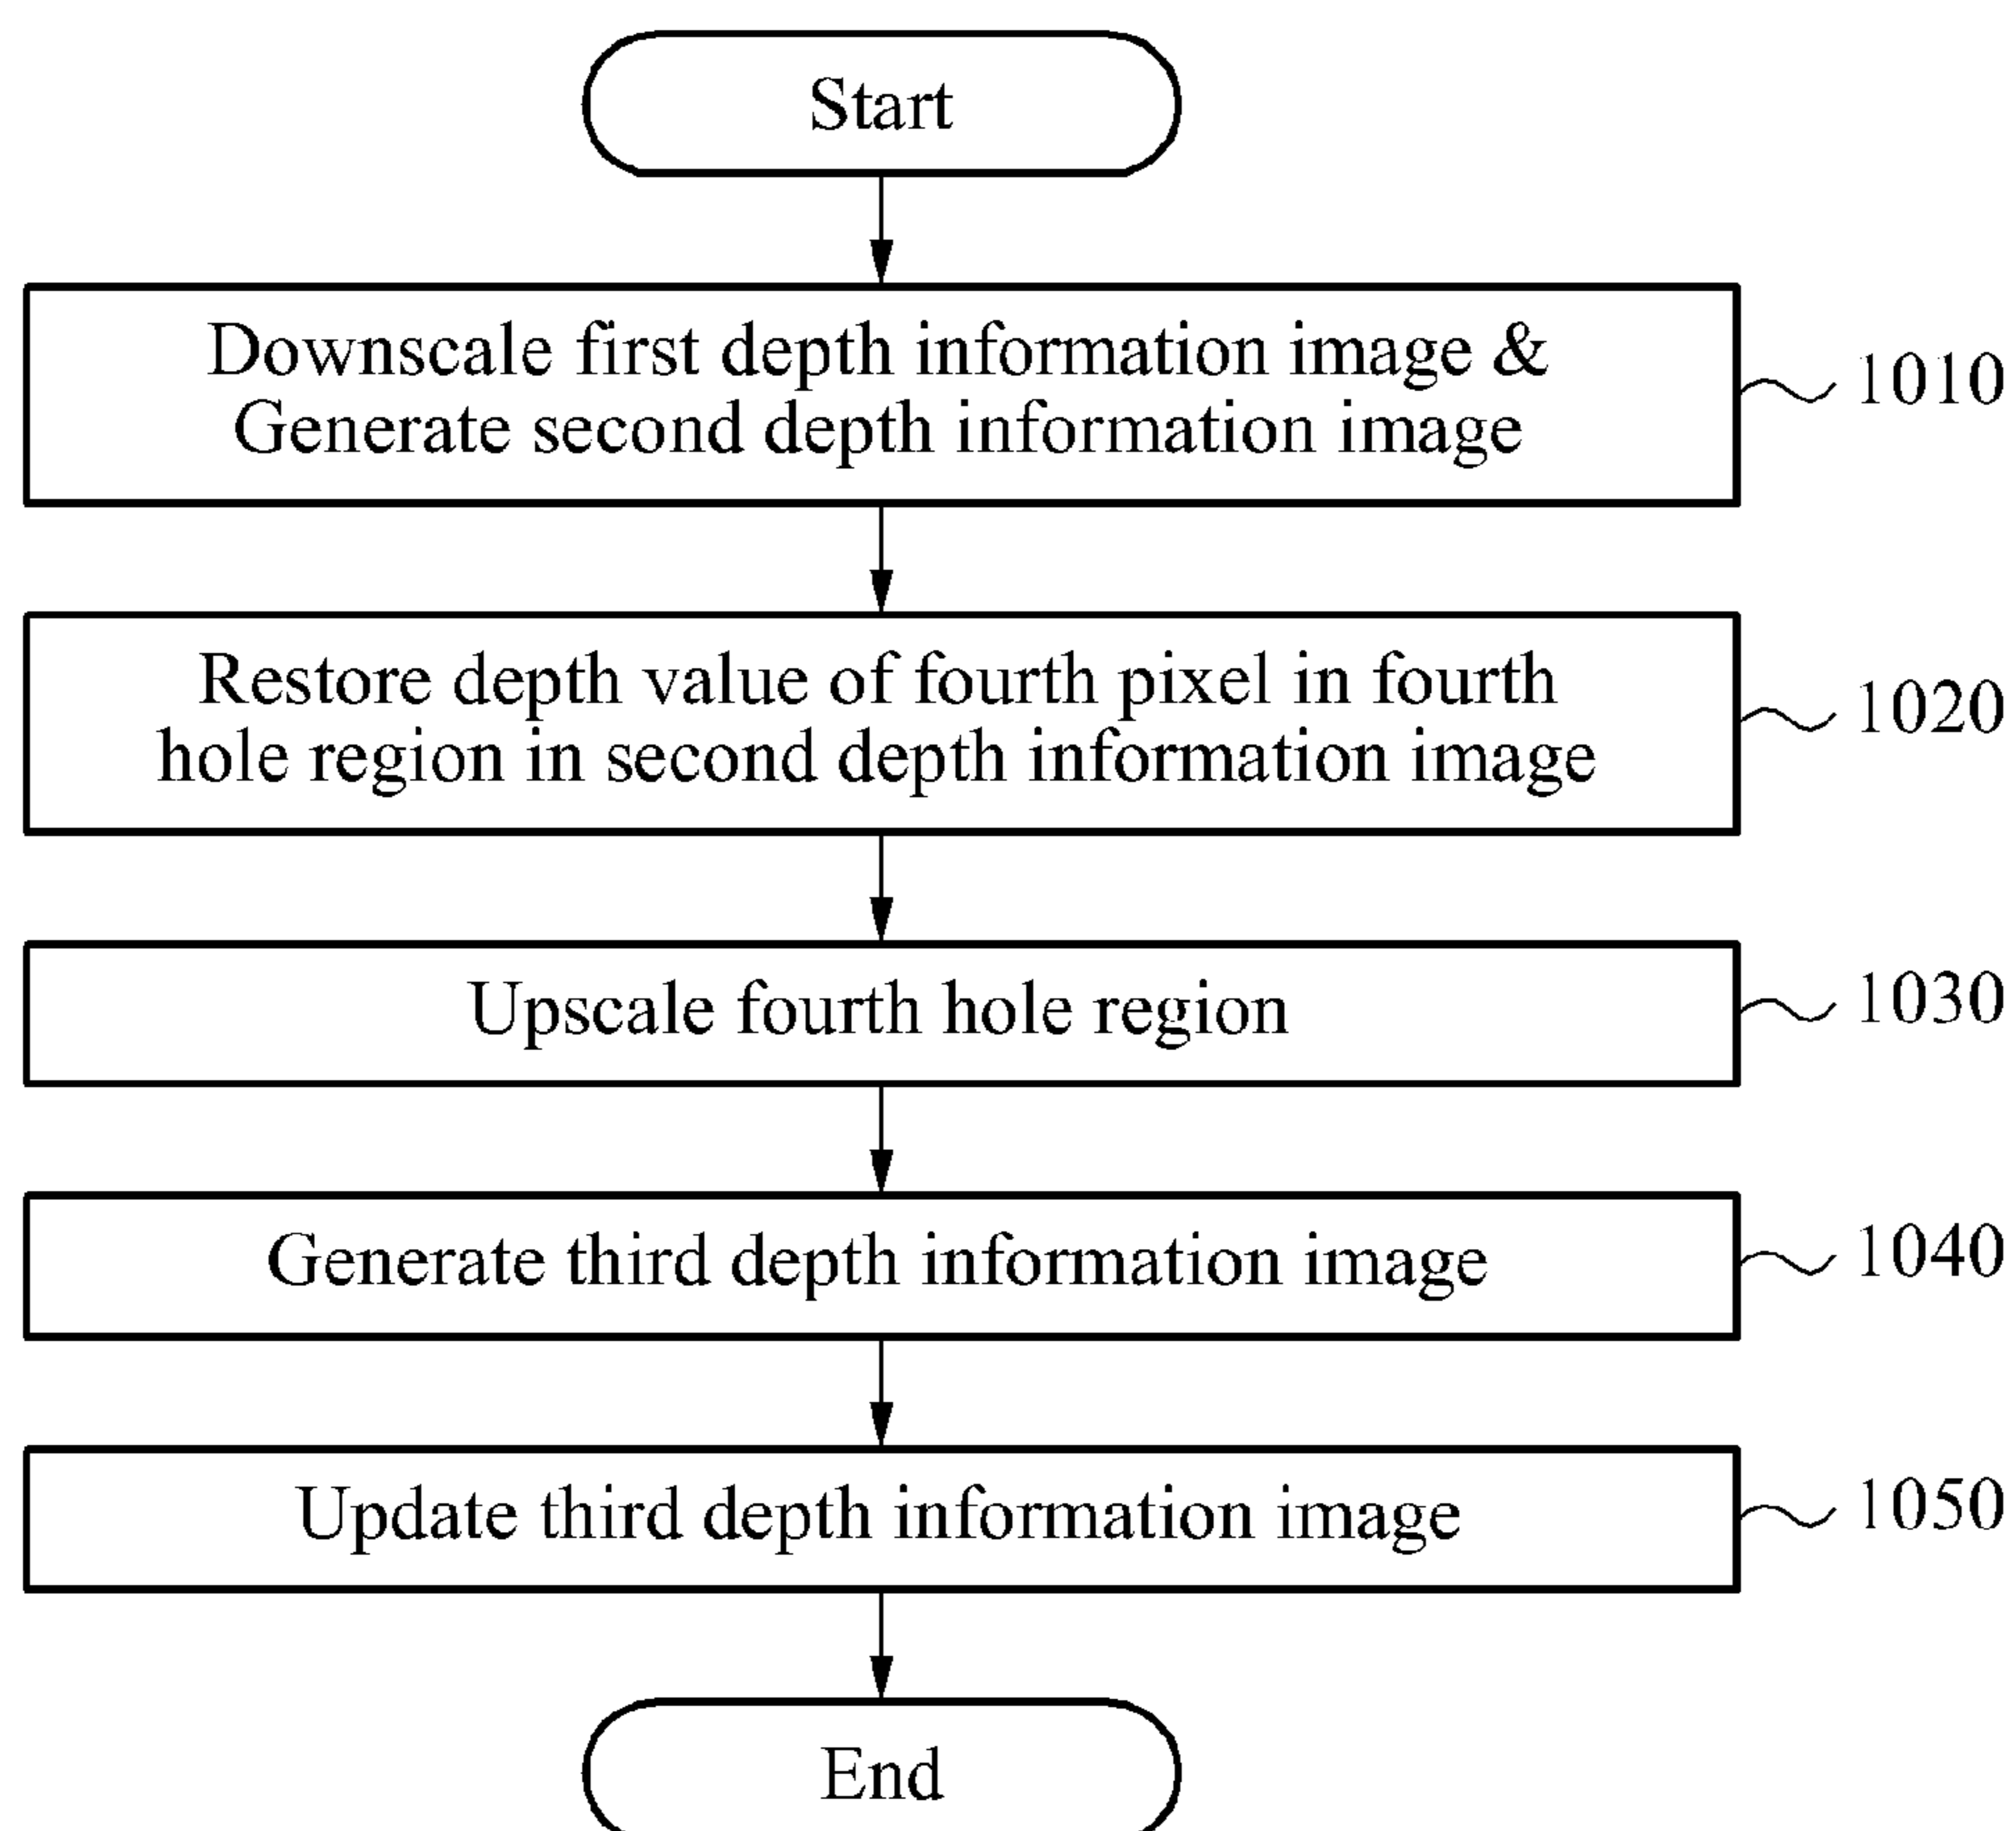 Start
Downscale first depth information image &
Generate second depth information image
1010
Restore depth value of fourth pixel in fourth
hole region in second depth information image
1020
Upscale fourth hole region
1030
Generate third depth information image
1040
Update third depth information image
1050
End